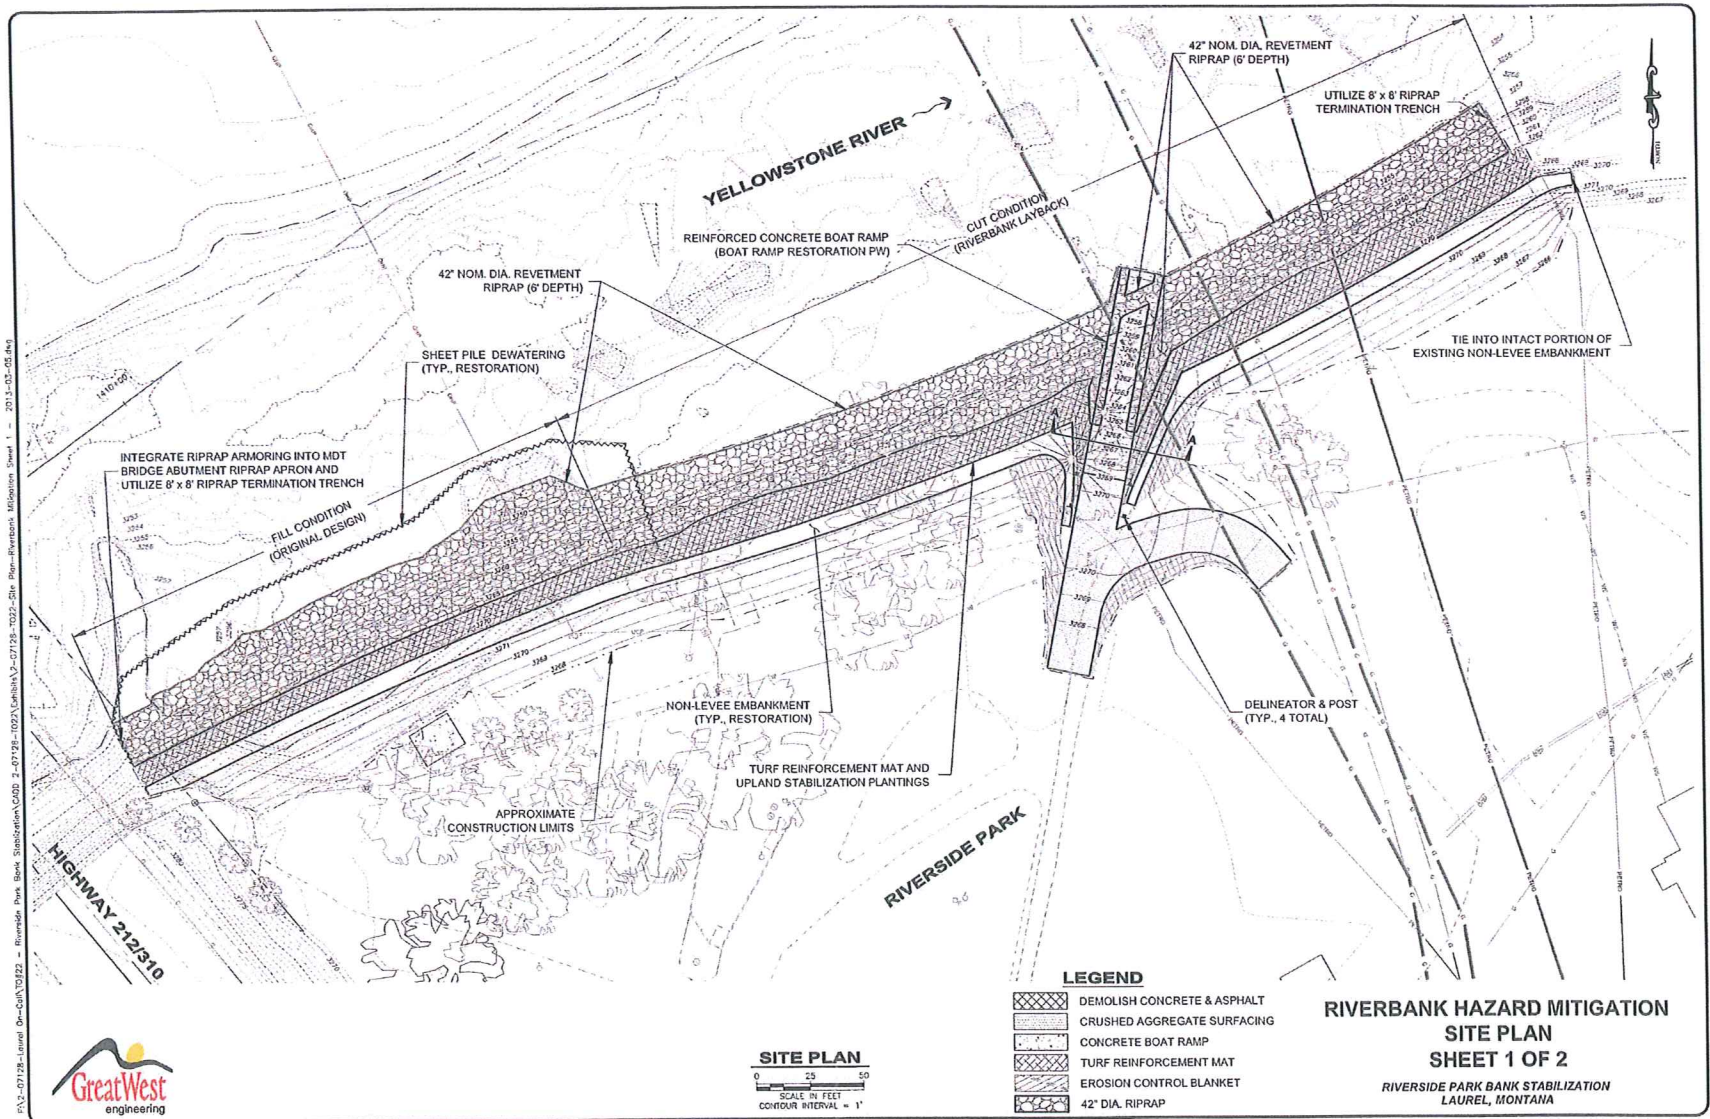 42" NOM. DIA. REVETMENT
RIPRAP (6' DEPTH)
UTILIZE 8' x 8' RIPRAP
TERMINATION TRENCH
YELLOWSTONE RIVER
CUT CONDITION
(RIVERBANK LAYBACK)
REINFORCED CONCRETE BOAT RAMP
(BOAT RAMP RESTORATION PW)
42" NOM. DIA. REVETMENT
RIPRAP (6' DEPTH)
SHEET PILE DEWATERING
(TYP., RESTORATION)
TIE INTO INTACT PORTION OF
EXISTING NON-LEVEE EMBANKMENT
1410+00
INTEGRATE RIPRAP ARMORING INTO MDT
BRIDGE ABUTMENT RIPRAP APRON AND
UTILIZE 8' x 8' RIPRAP TERMINATION TRENCH
FILL CONDITION
(ORIGINAL DESIGN)
A
A
NON-LEVEE EMBANKMENT
(TYP., RESTORATION)
DELINEATOR & POST
(TYP., 4 TOTAL)
TURF REINFORCEMENT MAT AND
UPLAND STABILIZATION PLANTINGS
APPROXIMATE
CONSTRUCTION LIMITS
RIVERSIDE PARK
HIGHWAY 212/310
LEGEND
DEMOLISH CONCRETE & ASPHALT
CRUSHED AGGREGATE SURFACING
CONCRETE BOAT RAMP
TURF REINFORCEMENT MAT
EROSION CONTROL BLANKET
42" DIA. RIPRAP
RIVERBANK HAZARD MITIGATION
SITE PLAN
SHEET 1 OF 2
RIVERSIDE PARK BANK STABILIZATION
LAUREL, MONTANA
SITE PLAN
0 25 50
SCALE IN FEET
CONTOUR INTERVAL = 1'
GreatWest
engineering